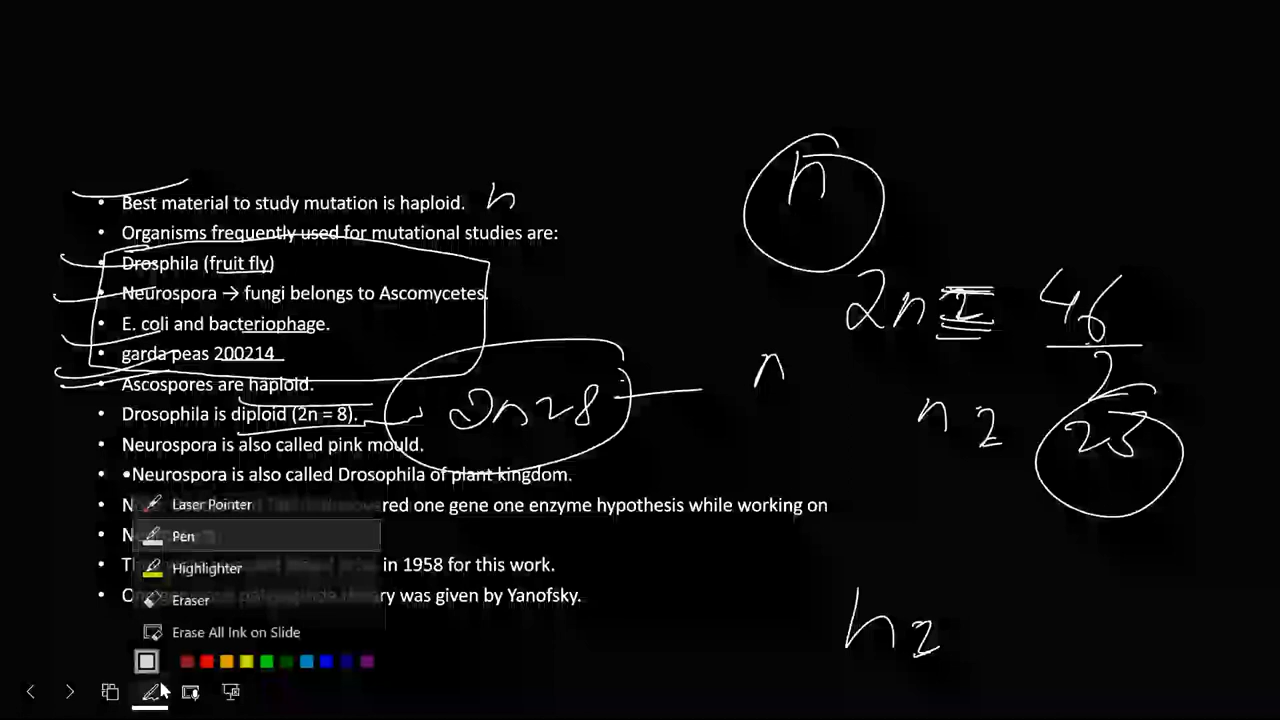 • Best material to study mutation is haploid. n
• Organisms frequently used for mutational studies are:
• Drosphila (fruit fly)
• Neurospora → fungi belongs to Ascomycetes.
• E. coli and bacteriophage.
• garda peas 200214
• Ascospores are haploid.
• Drosophila is diploid (2n = 8).
• Neurospora is also called pink mould.
• •Neurospora is also called Drosophila of plant kingdom.
• one gene one enzyme hypothesis while working on
•
• in 1958 for this work.
• was given by Yanofsky.
n
2n = 46
2
n = 23
2n = 8
n
n =
Laser Pointer
Pen
Highlighter
Eraser
Erase All Ink on Slide